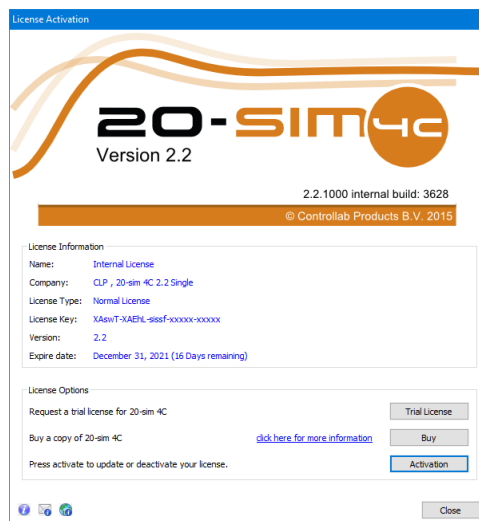 License Activation
20-SIM 4C
Version 2.2
2.2.1000 internal build: 3628
© Controllab Products B.V. 2015
License Information
Name: Internal License
Company: CLP , 20-sim 4C 2.2 Single
License Type: Normal License
License Key: XAswT-XAEhL-sissf-xxxxx-xxxxx
Version: 2.2
Expire date: December 31, 2021 (16 Days remaining)
License Options
Request a trial license for 20-sim 4C Trial License
Buy a copy of 20-sim 4C click here for more information Buy
Press activate to update or deactivate your license. Activation
Close